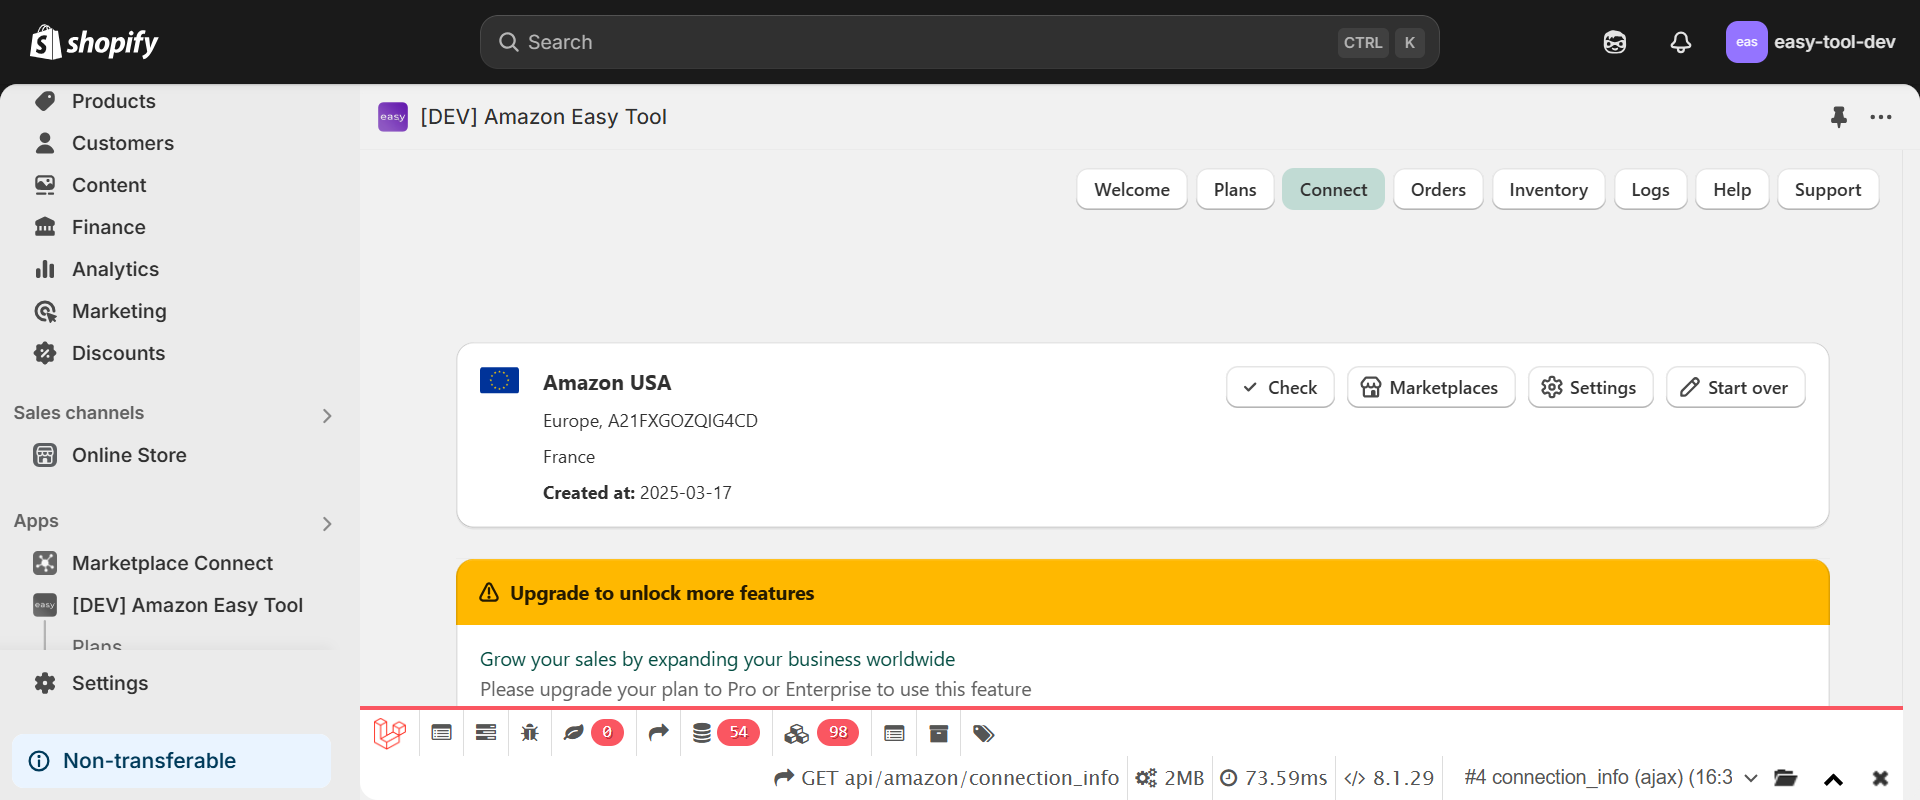 shopify
Search
CTRL K
eas
easy-tool-dev
Products
Customers
Content
Finance
Analytics
Marketing
Discounts
Sales channels
Online Store
Apps
Marketplace Connect
easy
[DEV] Amazon Easy Tool
Plans
Settings
Non-transferable
easy
[DEV] Amazon Easy Tool
Welcome Plans Connect Orders Inventory Logs Help Support
Amazon USA
Check Marketplaces Settings Start over
Europe, A21FXGOZQIG4CD
France
Created at: 2025-03-17
Upgrade to unlock more features
Grow your sales by expanding your business worldwide
Please upgrade your plan to Pro or Enterprise to use this feature
0 54 98
GET api/amazon/connection_info 2MB 73.59ms </> 8.1.29 #4 connection_info (ajax) (16:3